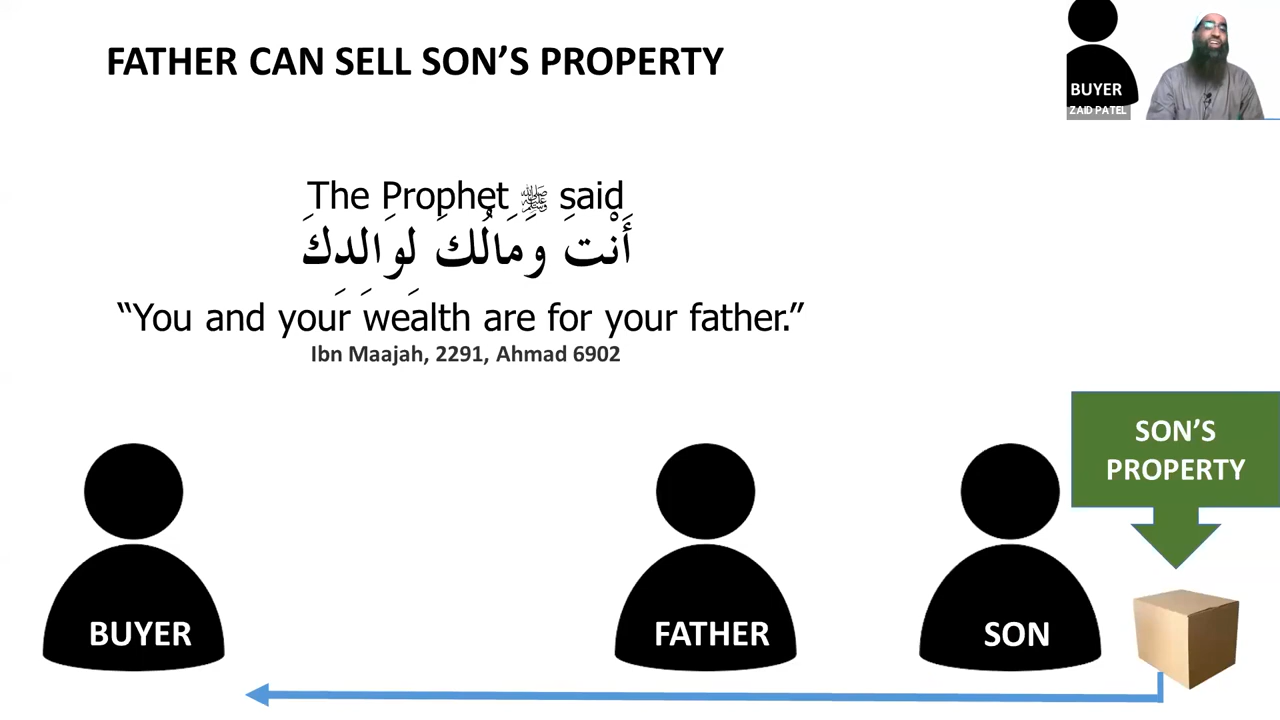 FATHER CAN SELL SON’S PROPERTY
BUYER
ZAID PATEL
The Prophet ﷺ said
أَنْتَ وَمَالُكَ لِوَالِدِكَ
“You and your wealth are for your father.”
Ibn Maajah, 2291, Ahmad 6902
SON’S
PROPERTY
BUYER
FATHER
SON